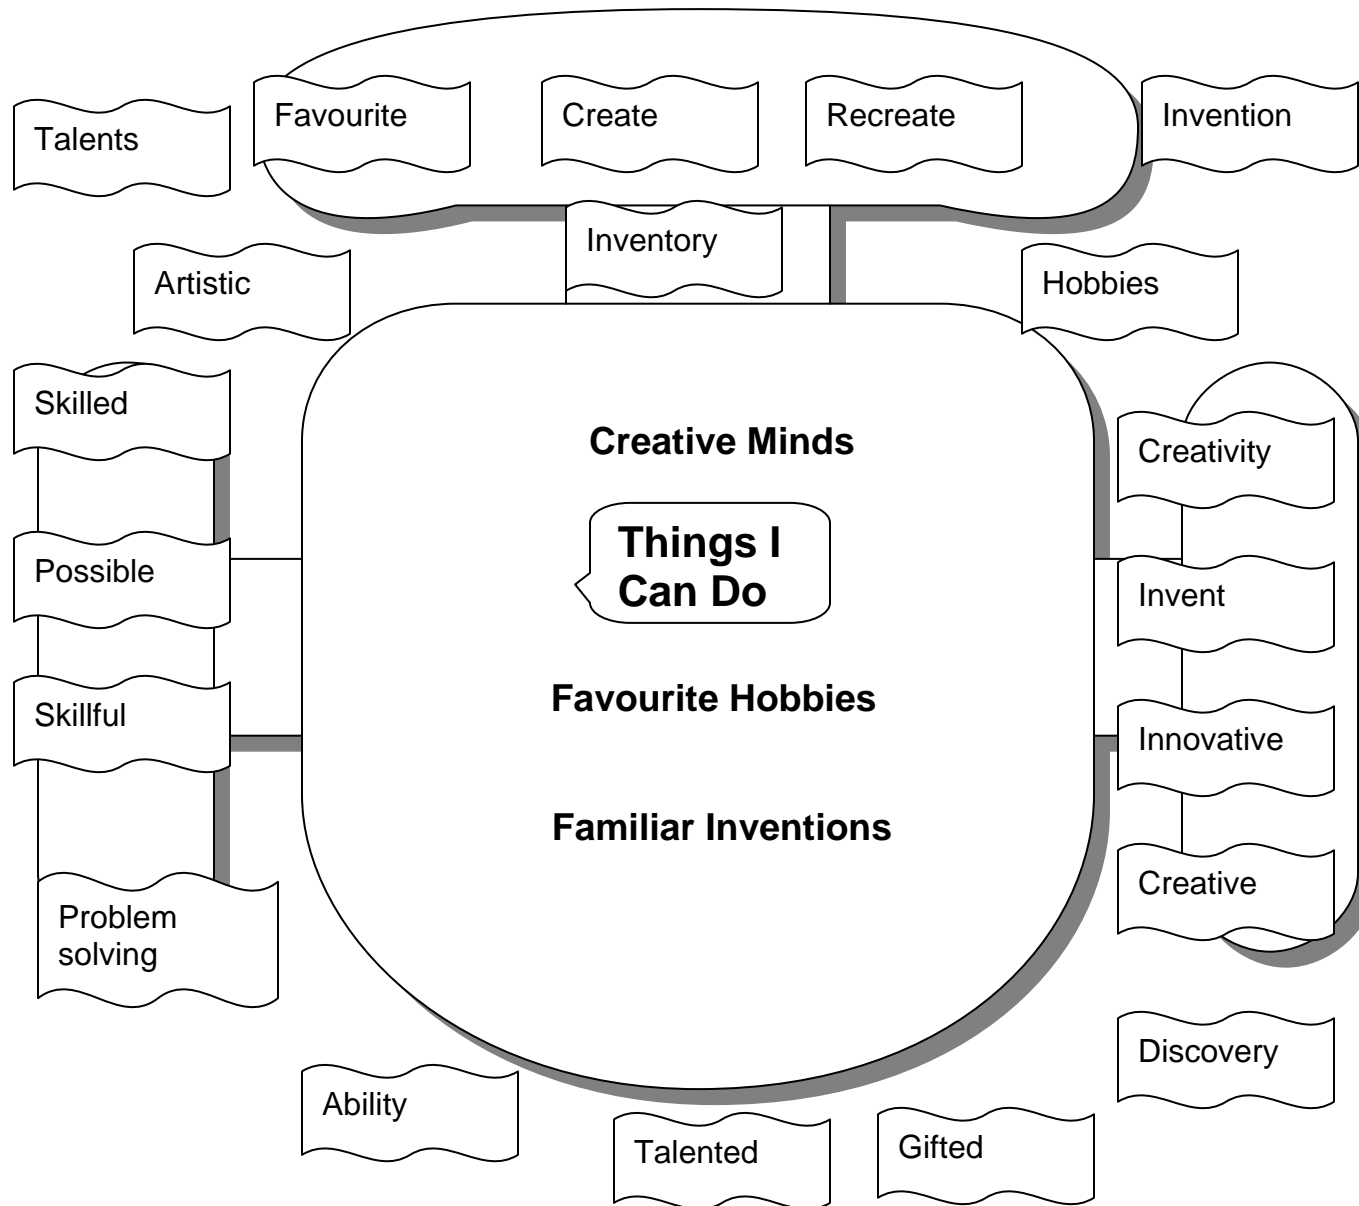 Talents
Favourite
Create
Recreate
Invention
Inventory
Artistic
Hobbies
Skilled
Creative Minds
Creativity
Things I
Can Do
Possible
Invent
Favourite Hobbies
Skillful
Innovative
Familiar Inventions
Creative
Problem
solving
Discovery
Ability
Talented
Gifted